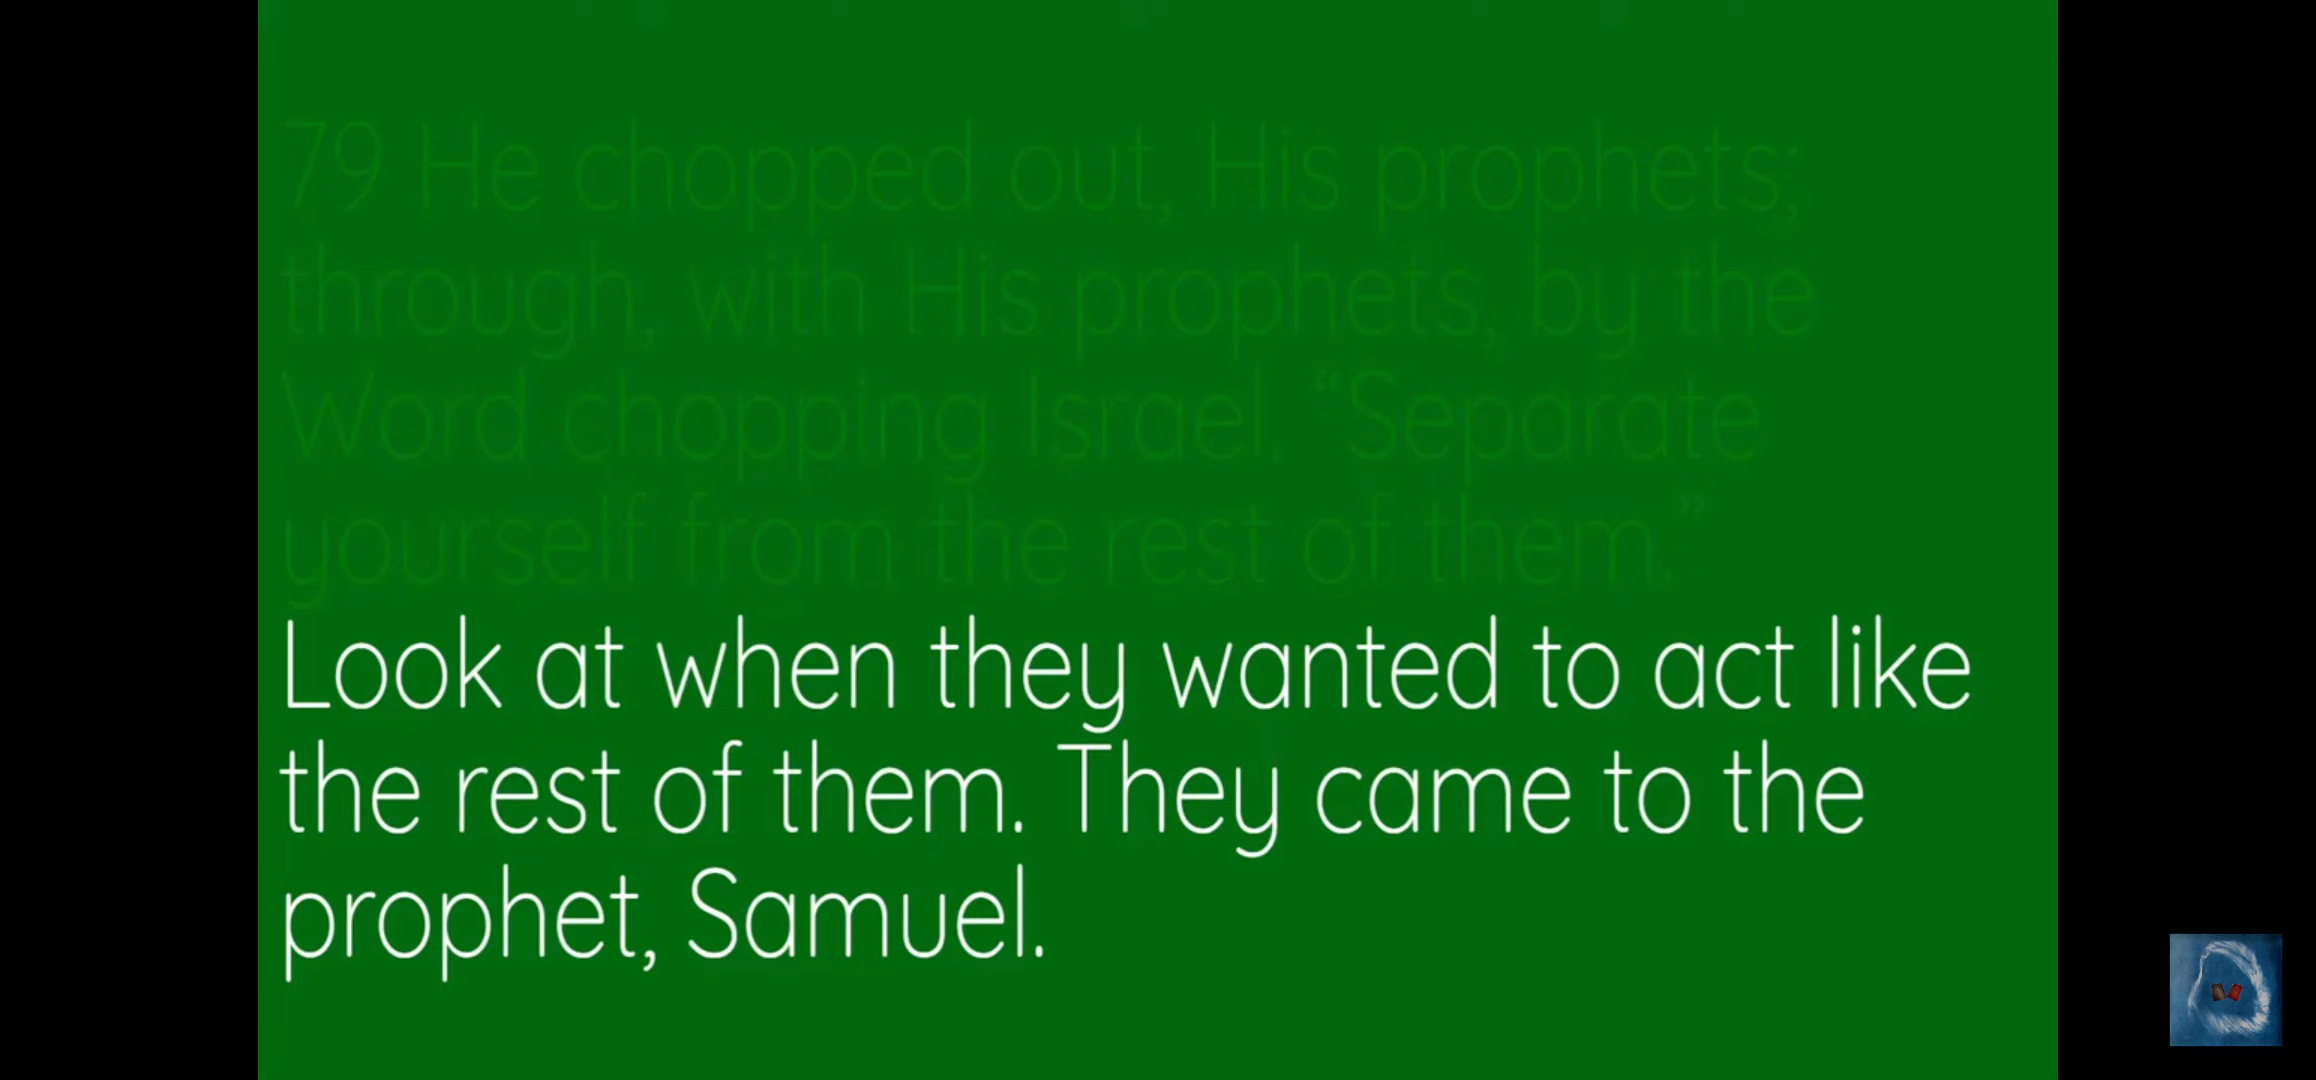 79 He chopped out, His prophets;
through, with His prophets, by the
Word chopping Israel. “Separate
yourself from the rest of them.”
Look at when they wanted to act like
the rest of them. They came to the
prophet, Samuel.